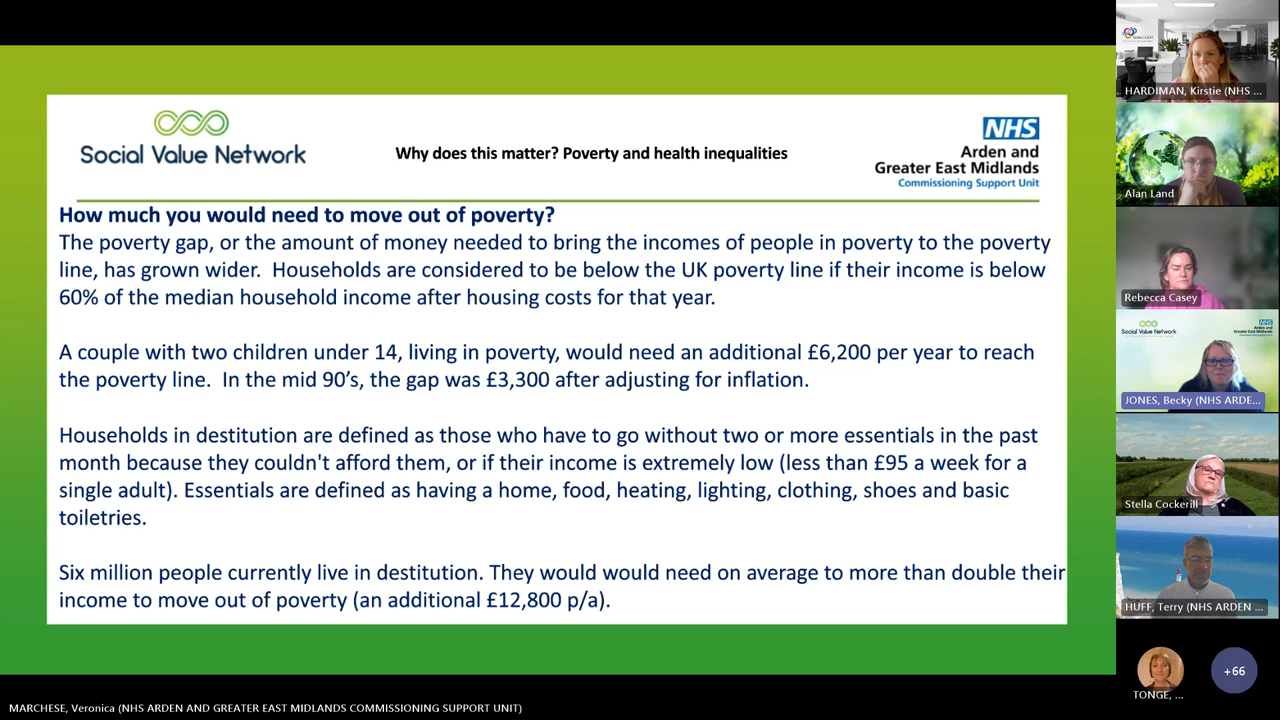 Social Value Network
Why does this matter? Poverty and health inequalities
NHS
Arden and
Greater East Midlands
Commissioning Support Unit
How much you would need to move out of poverty?
The poverty gap, or the amount of money needed to bring the incomes of people in poverty to the poverty
line, has grown wider.  Households are considered to be below the UK poverty line if their income is below
60% of the median household income after housing costs for that year.
A couple with two children under 14, living in poverty, would need an additional £6,200 per year to reach
the poverty line.  In the mid 90’s, the gap was £3,300 after adjusting for inflation.
Households in destitution are defined as those who have to go without two or more essentials in the past
month because they couldn't afford them, or if their income is extremely low (less than £95 a week for a
single adult). Essentials are defined as having a home, food, heating, lighting, clothing, shoes and basic
toiletries.
Six million people currently live in destitution. They would would need on average to more than double their
income to move out of poverty (an additional £12,800 p/a).
HARDIMAN, Kirstie (NHS ...
Alan Land
Rebecca Casey
Social Value Network
NHS
Arden and
Greater East Midlands
JONES, Becky (NHS ARDE...
Stella Cockerill
HUFF, Terry (NHS ARDEN ...
TONGE, ...
+66
MARCHESE, Veronica (NHS ARDEN AND GREATER EAST MIDLANDS COMMISSIONING SUPPORT UNIT)